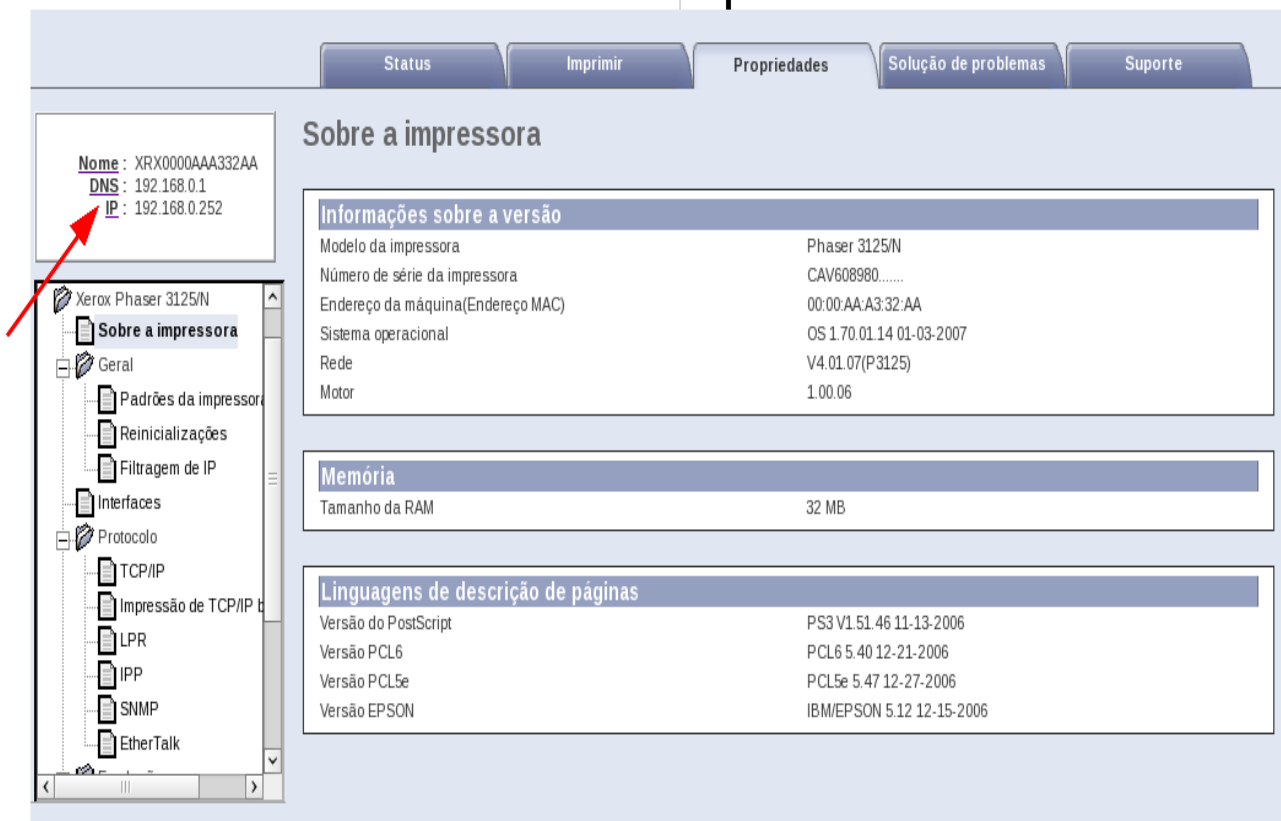 Status Imprimir Propriedades Solução de problemas Suporte
Nome : XRX0000AAA332AA
DNS : 192.168.0.1
IP : 192.168.0.252
Xerox Phaser 3125/N
Sobre a impressora
Geral
Padrões da impressora
Reinicializações
Filtragem de IP
Interfaces
Protocolo
TCP/IP
Impressão de TCP/IP b
LPR
IPP
SNMP
EtherTalk
Sobre a impressora
Informações sobre a versão
Modelo da impressora Phaser 3125/N
Número de série da impressora CAV608980.......
Endereço da máquina(Endereço MAC) 00:00:AA:A3:32:AA
Sistema operacional OS 1.70.01.14 01-03-2007
Rede V4.01.07(P3125)
Motor 1.00.06
Memória
Tamanho da RAM 32 MB
Linguagens de descrição de páginas
Versão do PostScript PS3 V1.51.46 11-13-2006
Versão PCL6 PCL6 5.40 12-21-2006
Versão PCL5e PCL5e 5.47 12-27-2006
Versão EPSON IBM/EPSON 5.12 12-15-2006